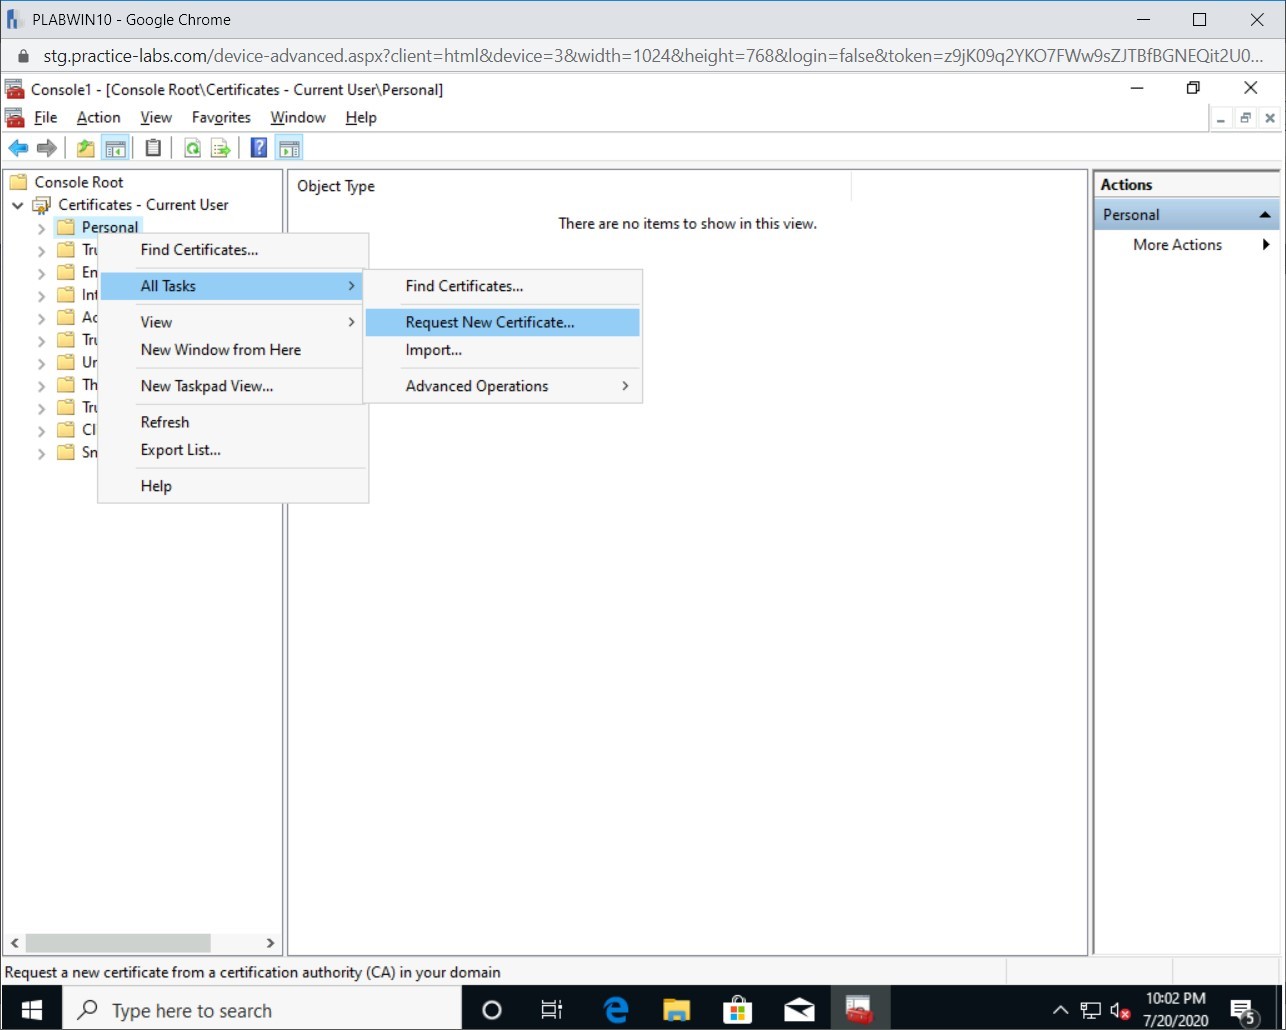 PLABWIN10 - Google Chrome
stg.practice-labs.com/device-advanced.aspx?client=html&device=3&width=1024&height=768&login=false&token=z9jK09q2YKO7FWw9sZJTBfBGNEQit2U0...
Console1 - [Console Root\Certificates - Current User\Personal]
File Action View Favorites Window Help
Console Root
Certificates - Current User
Personal
Tru
En
Int
Ac
Tru
Un
Th
Tru
Cl
Sn
Find Certificates...
All Tasks
View
New Window from Here
New Taskpad View...
Refresh
Export List...
Help
Find Certificates...
Request New Certificate...
Import...
Advanced Operations
Object Type
There are no items to show in this view.
Actions
Personal
More Actions
Request a new certificate from a certification authority (CA) in your domain
Type here to search
10:02 PM
7/20/2020
5